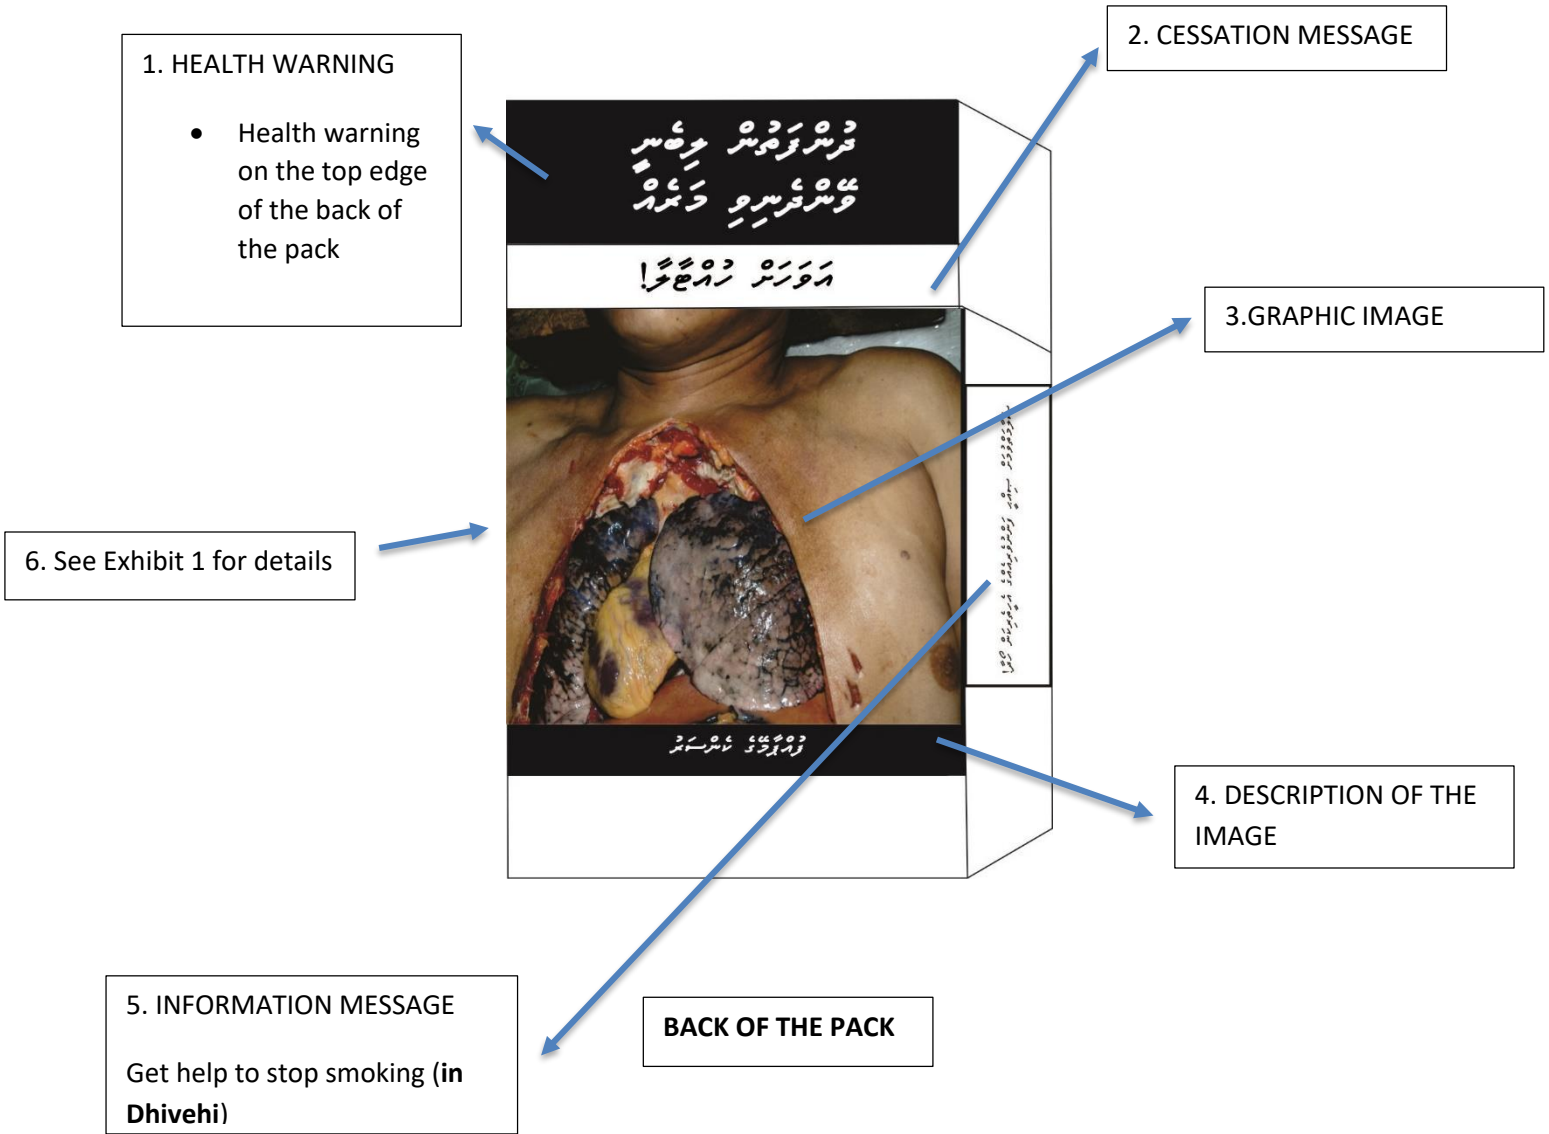 1. HEALTH WARNING
● Health warning
on the top edge
of the back of
the pack
2. CESSATION MESSAGE
ދުންފަތުން ލިބެނީ
ވޭންދެނިވި މަރެއް
އަވަހަށް ހުއްޓާލާ!
3.GRAPHIC IMAGE
6. See Exhibit 1 for details
ފުއްޕާމޭގެ ކެންސަރު
4. DESCRIPTION OF THE
IMAGE
5. INFORMATION MESSAGE
Get help to stop smoking (in
Dhivehi)
BACK OF THE PACK